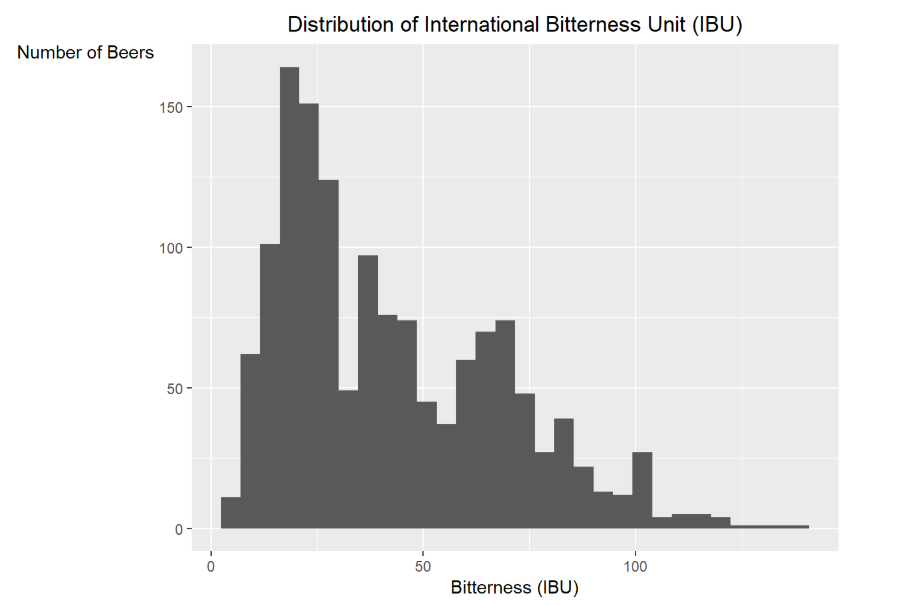 Distribution of International Bitterness Unit (IBU)
Number of Beers
150
100
50
0
0 50 100
Bitterness (IBU)